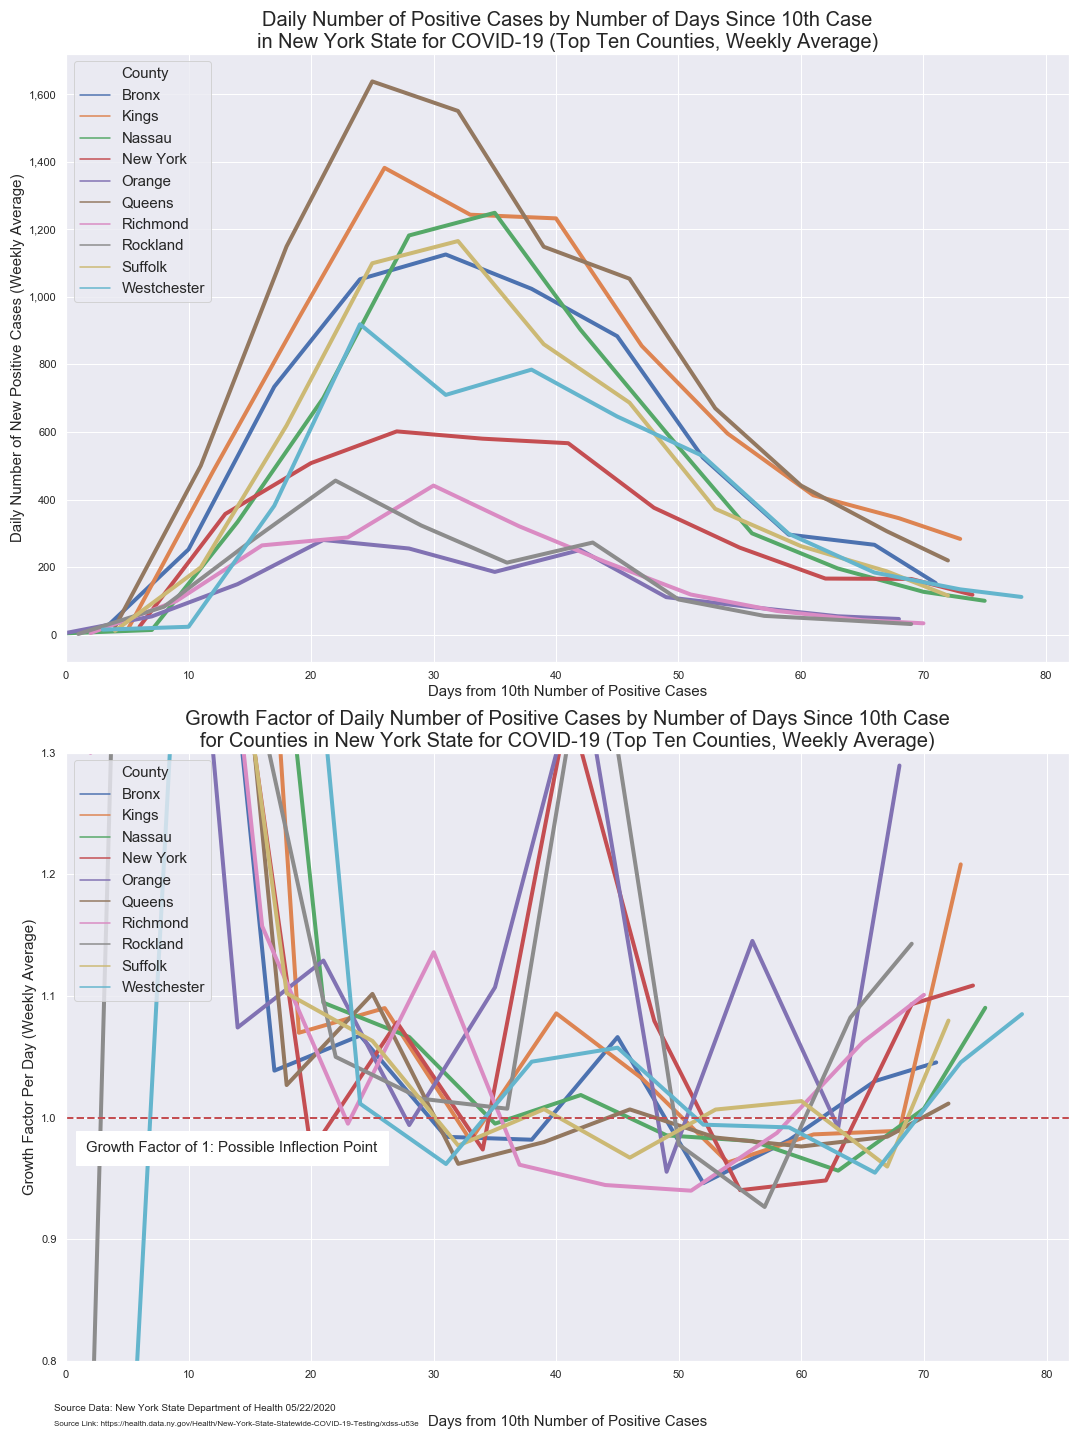 Daily Number of Positive Cases by Number of Days Since 10th Case
in New York State for COVID-19 (Top Ten Counties, Weekly Average)
Daily Number of New Positive Cases (Weekly Average)
1,600
1,400
1,200
1,000
800
600
400
200
0
County
Bronx
Kings
Nassau
New York
Orange
Queens
Richmond
Rockland
Suffolk
Westchester
0 10 20 30 40 50 60 70 80
Days from 10th Number of Positive Cases
Growth Factor of Daily Number of Positive Cases by Number of Days Since 10th Case
for Counties in New York State for COVID-19 (Top Ten Counties, Weekly Average)
Growth Factor Per Day (Weekly Average)
1.3
1.2
1.1
1.0
0.9
0.8
County
Bronx
Kings
Nassau
New York
Orange
Queens
Richmond
Rockland
Suffolk
Westchester
Growth Factor of 1: Possible Inflection Point
0 10 20 30 40 50 60 70 80
Source Data: New York State Department of Health 05/22/2020
Source Link: https://health.data.ny.gov/Health/New-York-State-Statewide-COVID-19-Testing/xdss-u53e
Days from 10th Number of Positive Cases